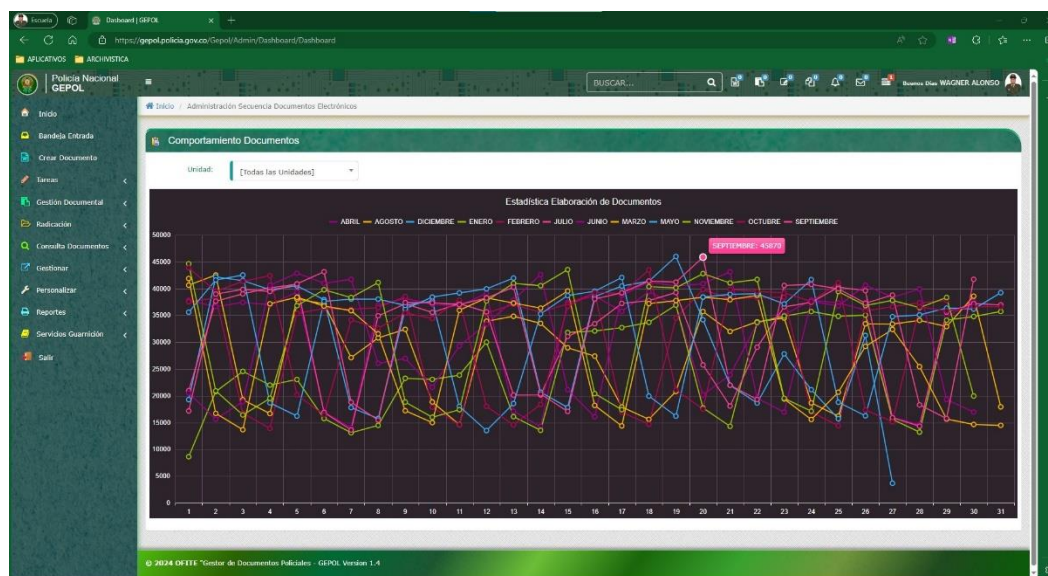 Escuela
Dashboard | GEPOL
https://gepol.policia.gov.co/Gepol/Admin/Dashboard/Dashboard
APLICATIVOS ARCHIVISTICA
Policía Nacional
GEPOL
BUSCAR...
Buenos Días WAGNER ALONSO
Inicio / Administración Secuencia Documentos Electrónicos
Inicio
Bandeja Entrada
Crear Documento
Tareas
Gestión Documental
Radicación
Consulta Documentos
Gestionar
Personalizar
Reportes
Servicios Guarnición
Salir
Comportamiento Documentos
Unidad: [Todas las Unidades]
Estadística Elaboración de Documentos
ABRIL AGOSTO DICIEMBRE ENERO FEBRERO JULIO JUNIO MARZO MAYO NOVIEMBRE OCTUBRE SEPTIEMBRE
SEPTIEMBRE: 45870
50000
45000
40000
35000
30000
25000
20000
15000
10000
5000
0
1 2 3 4 5 6 7 8 9 10 11 12 13 14 15 16 17 18 19 20 21 22 23 24 25 26 27 28 29 30 31
© 2024 OFITE "Gestor de Documentos Policiales - GEPOL Version 1.4